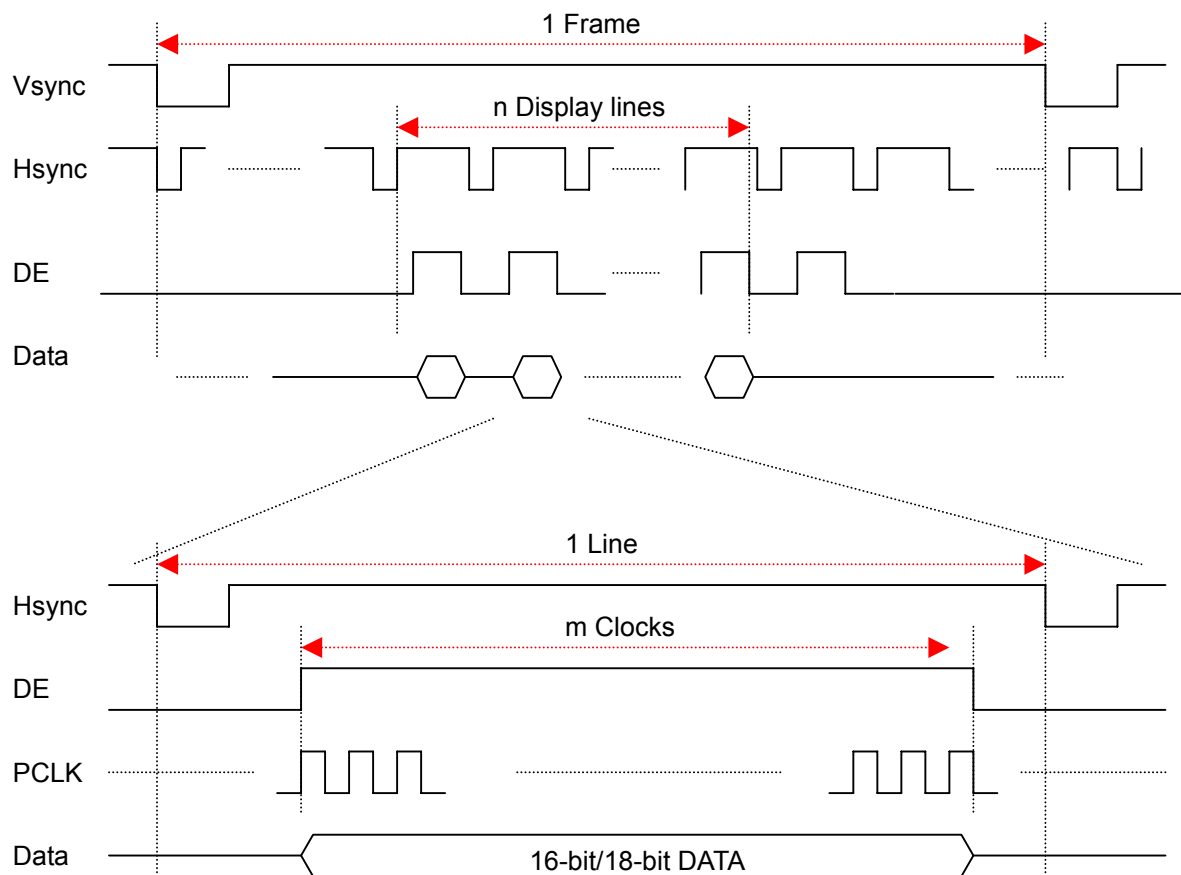 1 Frame
Vsync
n Display lines
Hsync
DE
Data
1 Line
Hsync
m Clocks
DE
PCLK
Data
16-bit/18-bit DATA